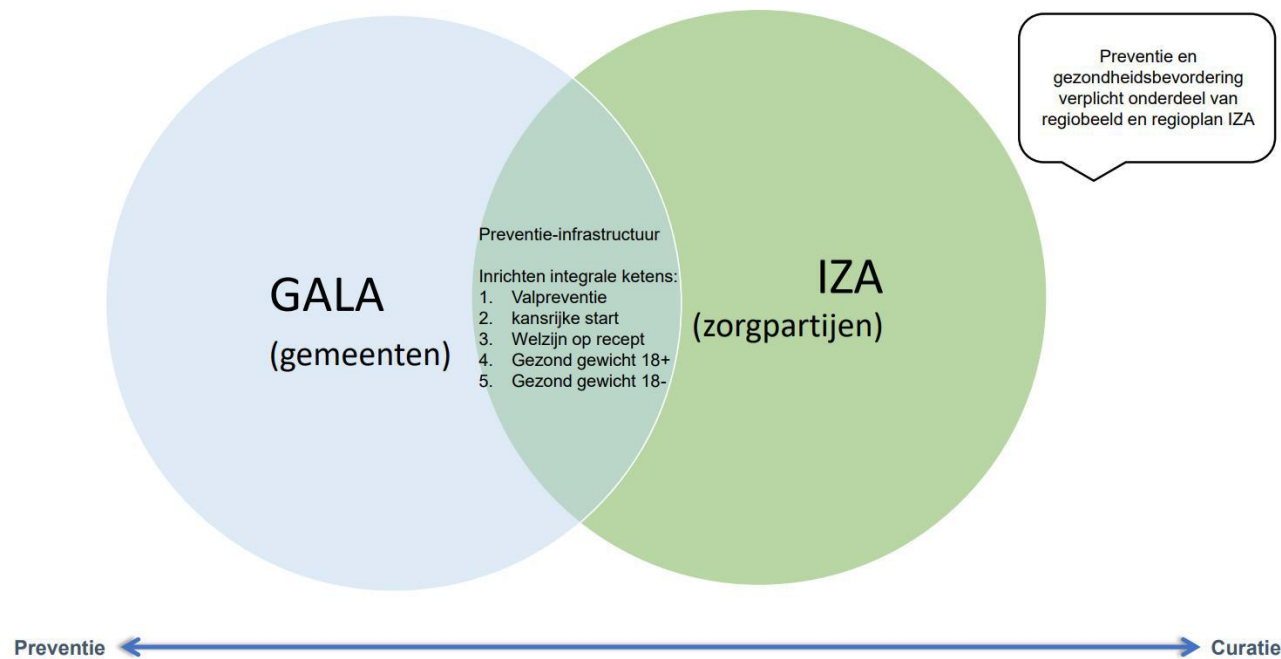 Preventie en
gezondheidsbevordering
verplicht onderdeel van
regiobeeld en regioplan IZA
GALA
(gemeenten)
Preventie-infrastructuur
Inrichten integrale ketens:
1. Valpreventie
2. kansrijke start
3. Welzijn op recept
4. Gezond gewicht 18+
5. Gezond gewicht 18-
IZA
(zorgpartijen)
Preventie
Curatie